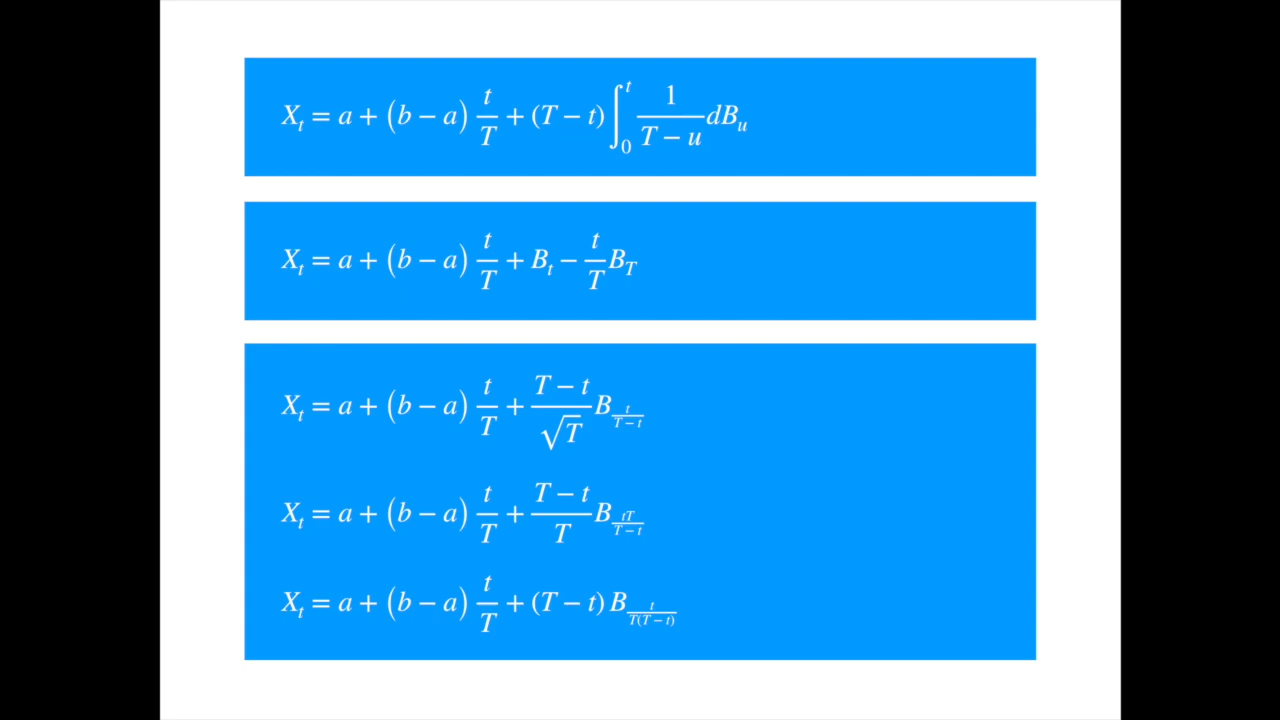 X_t = a + (b − a) t/T + (T − t) ∫_0^t 1/(T − u) dB_u
X_t = a + (b − a) t/T + B_t − t/T B_T
X_t = a + (b − a) t/T + (T − t)/√T B_{t/(T − t)}
X_t = a + (b − a) t/T + (T − t)/T B_{tT/(T − t)}
X_t = a + (b − a) t/T + (T − t) B_{t/(T(T − t))}